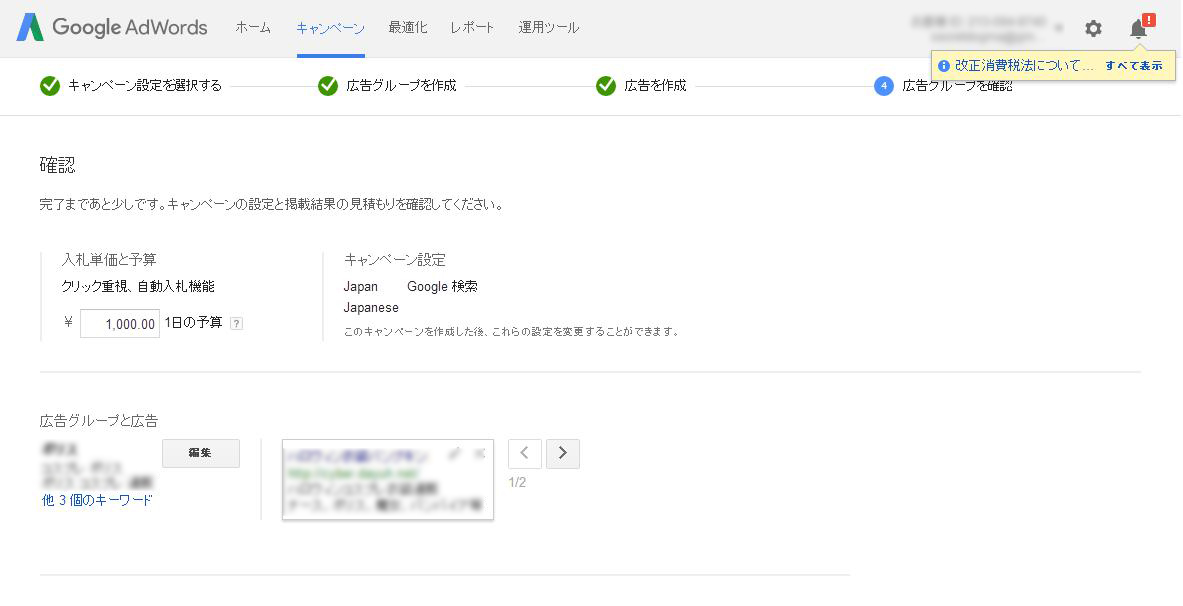 Google AdWords ホーム キャンペーン 最適化 レポート 運用ツール
!
改正消費税法について... すべて表示
キャンペーン設定を選択する 広告グループを作成 広告を作成 4 広告グループを確認
確認
完了まであと少しです。キャンペーンの設定と掲載結果の見積もりを確認してください。
入札単価と予算
クリック重視、自動入札機能
¥ 1,000.00 1日の予算 ?
キャンペーン設定
Japan Google 検索
Japanese
このキャンペーンを作成した後、これらの設定を変更することができます。
広告グループと広告
編集
他 3 個のキーワード
1/2